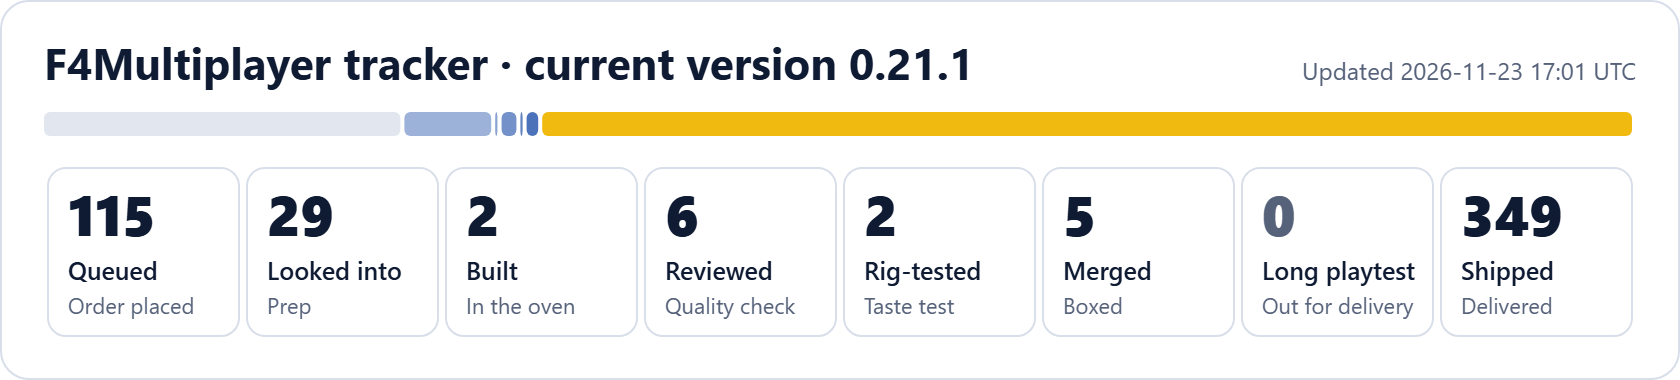 F4Multiplayer tracker · current version 0.21.1
Updated 2026-11-23 17:01 UTC
115
Queued
Order placed
29
Looked into
Prep
2
Built
In the oven
6
Reviewed
Quality check
2
Rig-tested
Taste test
5
Merged
Boxed
0
Long playtest
Out for delivery
349
Shipped
Delivered